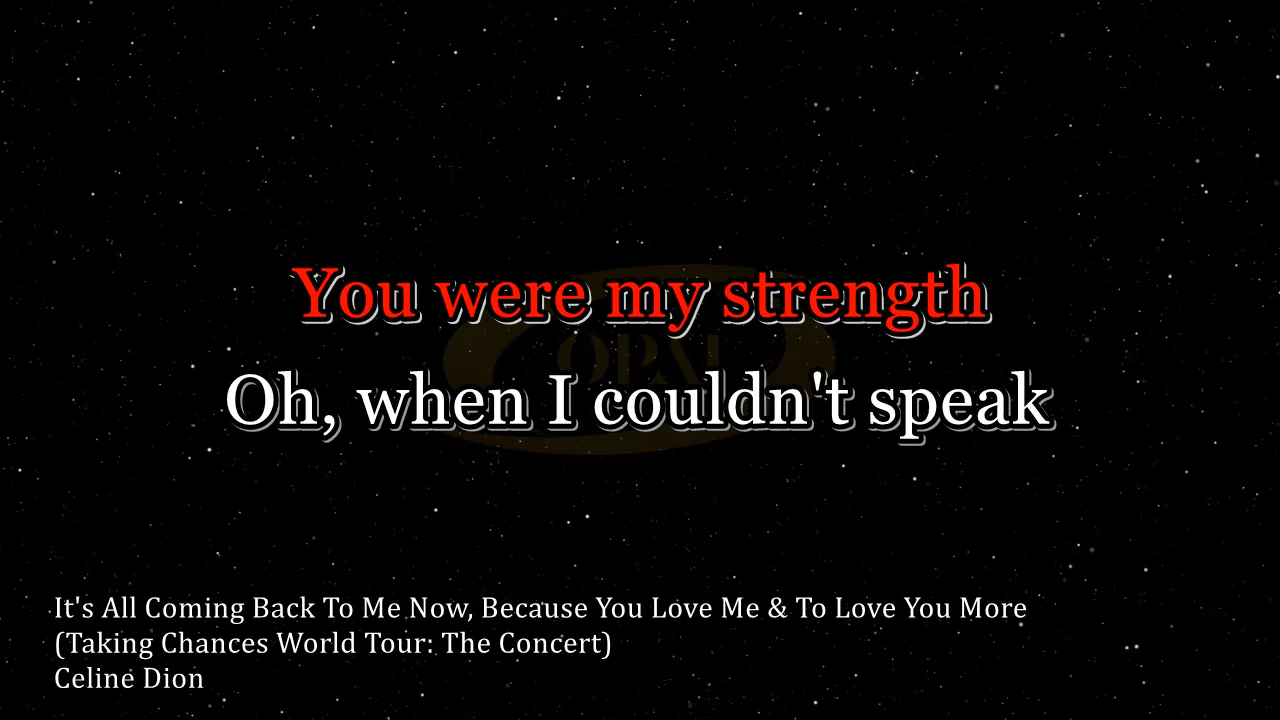 You were my strength
OPAL
Oh, when I couldn't speak
It's All Coming Back To Me Now, Because You Love Me & To Love You More
(Taking Chances World Tour: The Concert)
Celine Dion